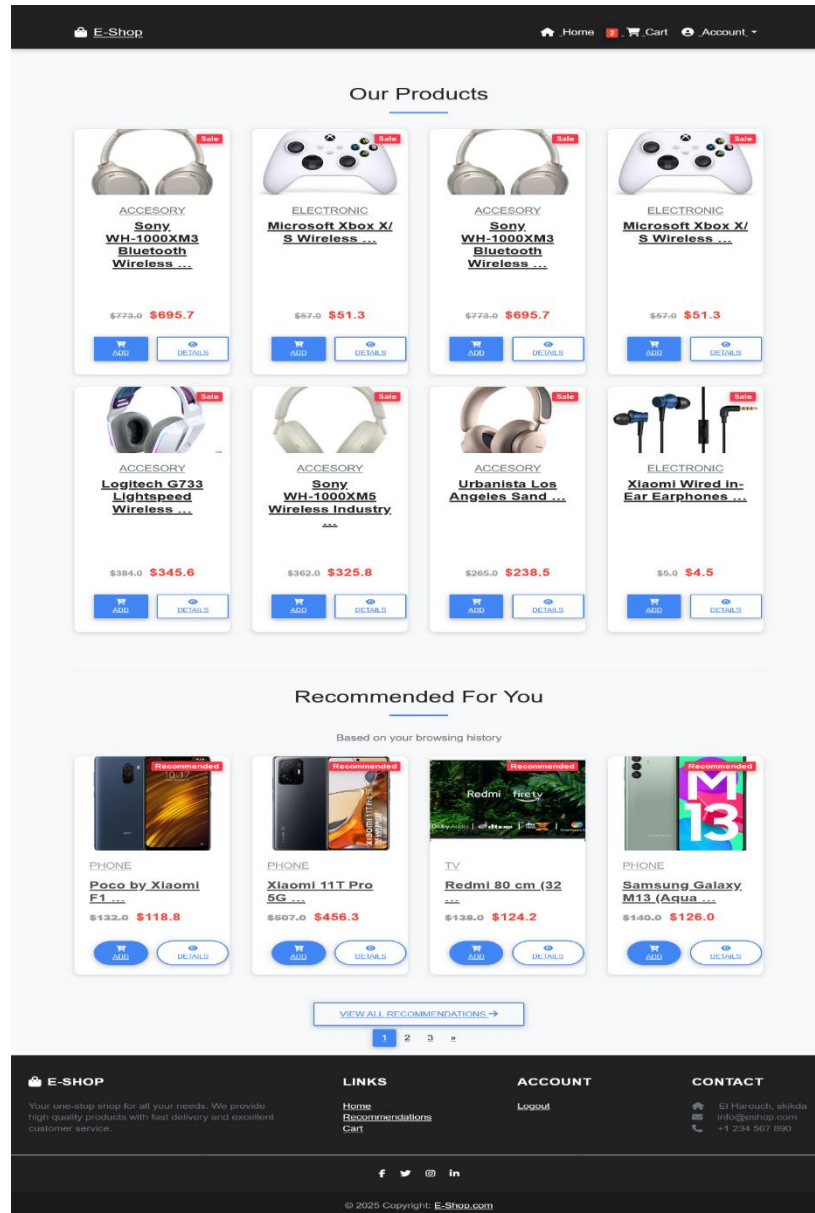 E-Shop
Home 2 Cart Account
Our Products
Sale Sale Sale Sale
ACCESORY ELECTRONIC ACCESORY ELECTRONIC
Sony Microsoft Xbox X/ Sony Microsoft Xbox X/
WH-1000XM3 S Wireless ... WH-1000XM3 S Wireless ...
Bluetooth Bluetooth
Wireless ... Wireless ...
$773.0 $695.7 $57.0 $51.3 $773.0 $695.7 $57.0 $51.3
ADD DETAILS ADD DETAILS ADD DETAILS ADD DETAILS
Sale Sale Sale Sale
ACCESORY ACCESORY ACCESORY ELECTRONIC
Logitech G733 Sony Urbanista Los Xiaomi Wired in-
Lightspeed WH-1000XM5 Angeles Sand ... Ear Earphones ...
Wireless ... Wireless Industry
...
$384.0 $345.6 $362.0 $325.8 $265.0 $238.5 $5.0 $4.5
ADD DETAILS ADD DETAILS ADD DETAILS ADD DETAILS
Recommended For You
Based on your browsing history
Recommended Recommended Recommended Recommended
10:17
Xiaomi 11T Pro 5G
Redmi firetv
Dolby Audio dts
M
13
PHONE PHONE TV PHONE
Poco by Xiaomi Xiaomi 11T Pro Redmi 80 cm (32 Samsung Galaxy
F1 ... 5G ... ... M13 (Aqua ...
$132.0 $118.8 $507.0 $456.3 $138.0 $124.2 $140.0 $126.0
ADD DETAILS ADD DETAILS ADD DETAILS ADD DETAILS
VIEW ALL RECOMMENDATIONS →
1 2 3 »
E-SHOP LINKS ACCOUNT CONTACT
Your one-stop shop for all your needs. We provide Home Logout El Harouch, skikda
high quality products with fast delivery and excellent Recommendations info@eshop.com
customer service. Cart +1 234 567 890
© 2025 Copyright: E-Shop.com